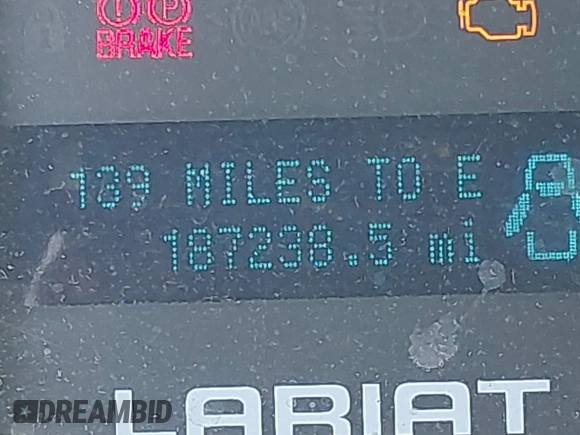 BRAKE
139 MILES TO E
187238.5 mi
LARIAT
DREAMBID